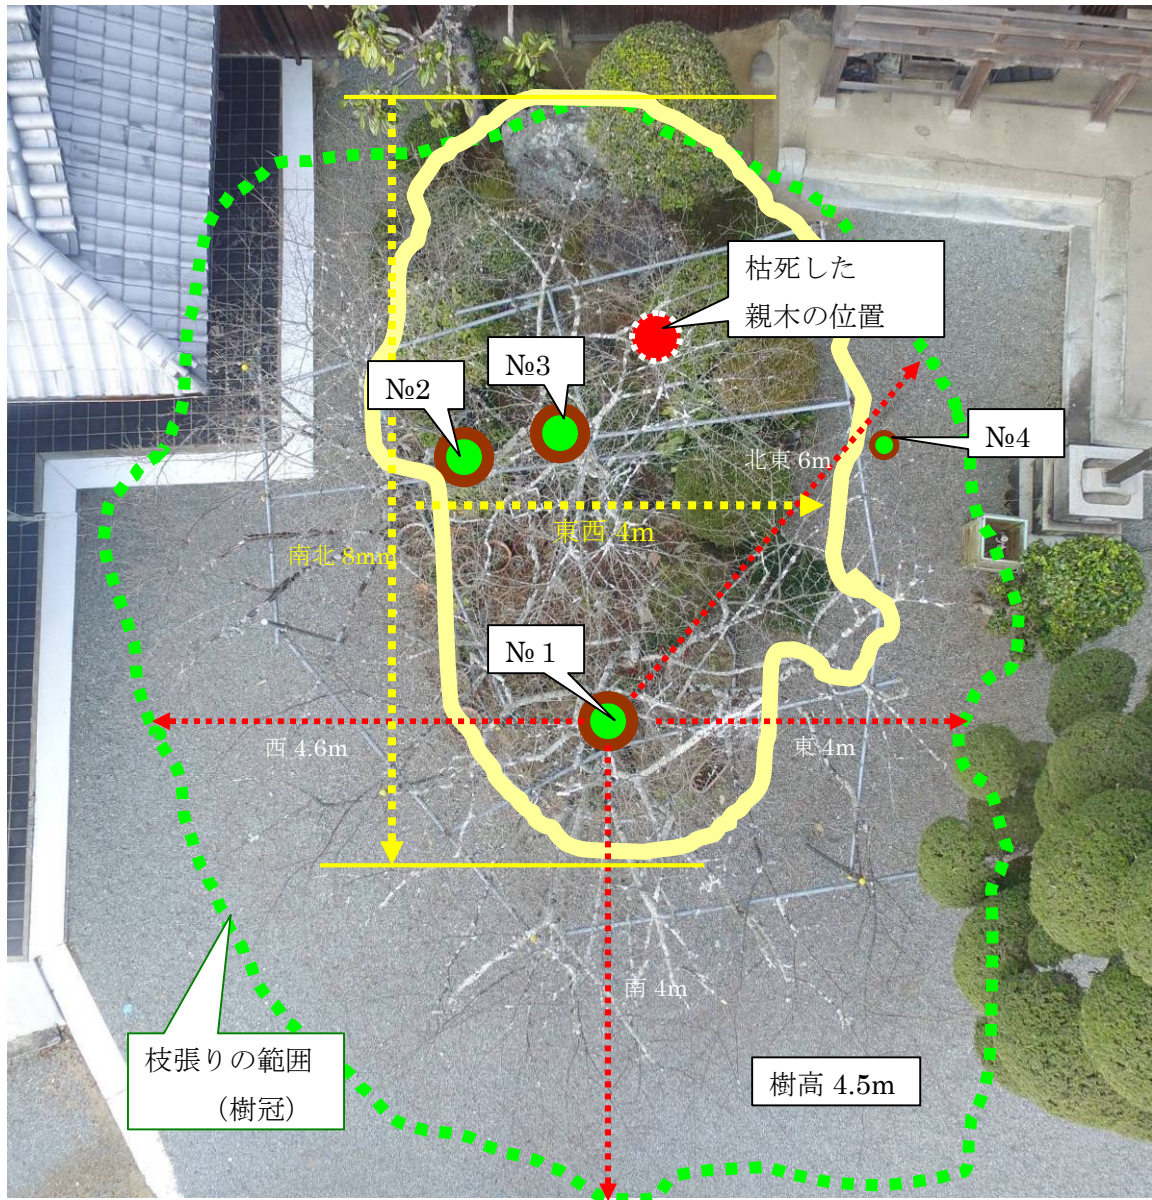 枯死した
親木の位置
№3
№2
№4
北東 6m
東西 4m
南北 8mm
№ 1
西 4.6m
東 4m
南 4m
枝張りの範囲
（樹冠）
樹高 4.5m